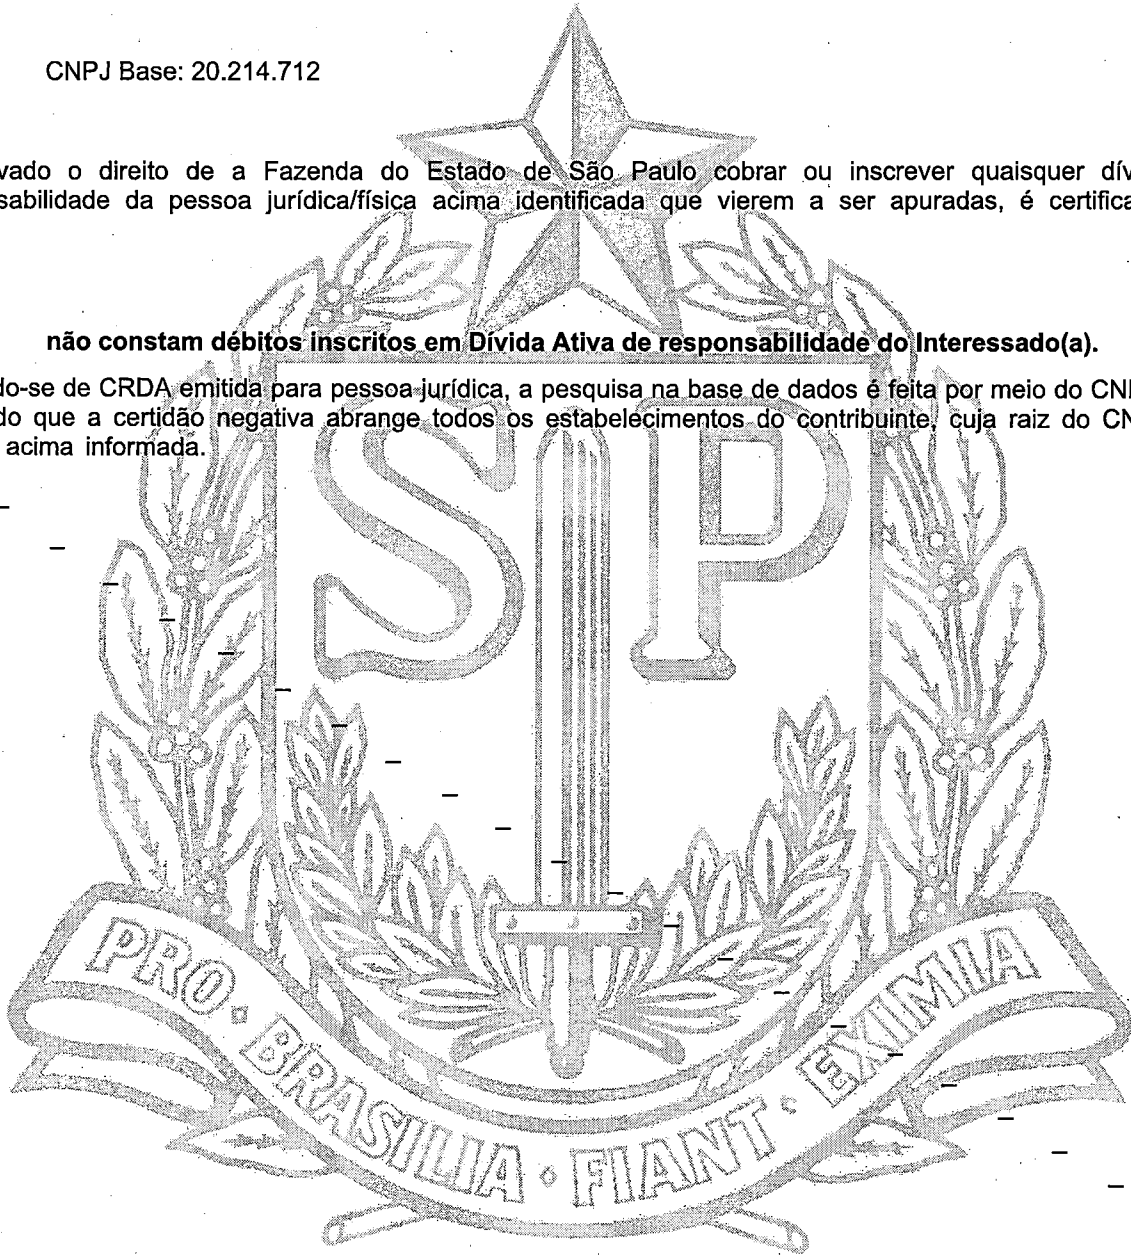 CNPJ Base: 20.214.712
vado o direito de a Fazenda do Estado de São Paulo cobrar ou inscrever quaisquer dív
sabilidade da pessoa jurídica/física acima identificada que vierem a ser apuradas, é certifica
não constam débitos inscritos em Dívida Ativa de responsabilidade do Interessado(a).
do-se de CRDA emitida para pessoa jurídica, a pesquisa na base de dados é feita por meio do CN
do que a certidão negativa abrange todos os estabelecimentos do contribuinte, cuja raiz do CN
acima informada.
SP
PRO · BRASILIA · FIANT · EXIMIA